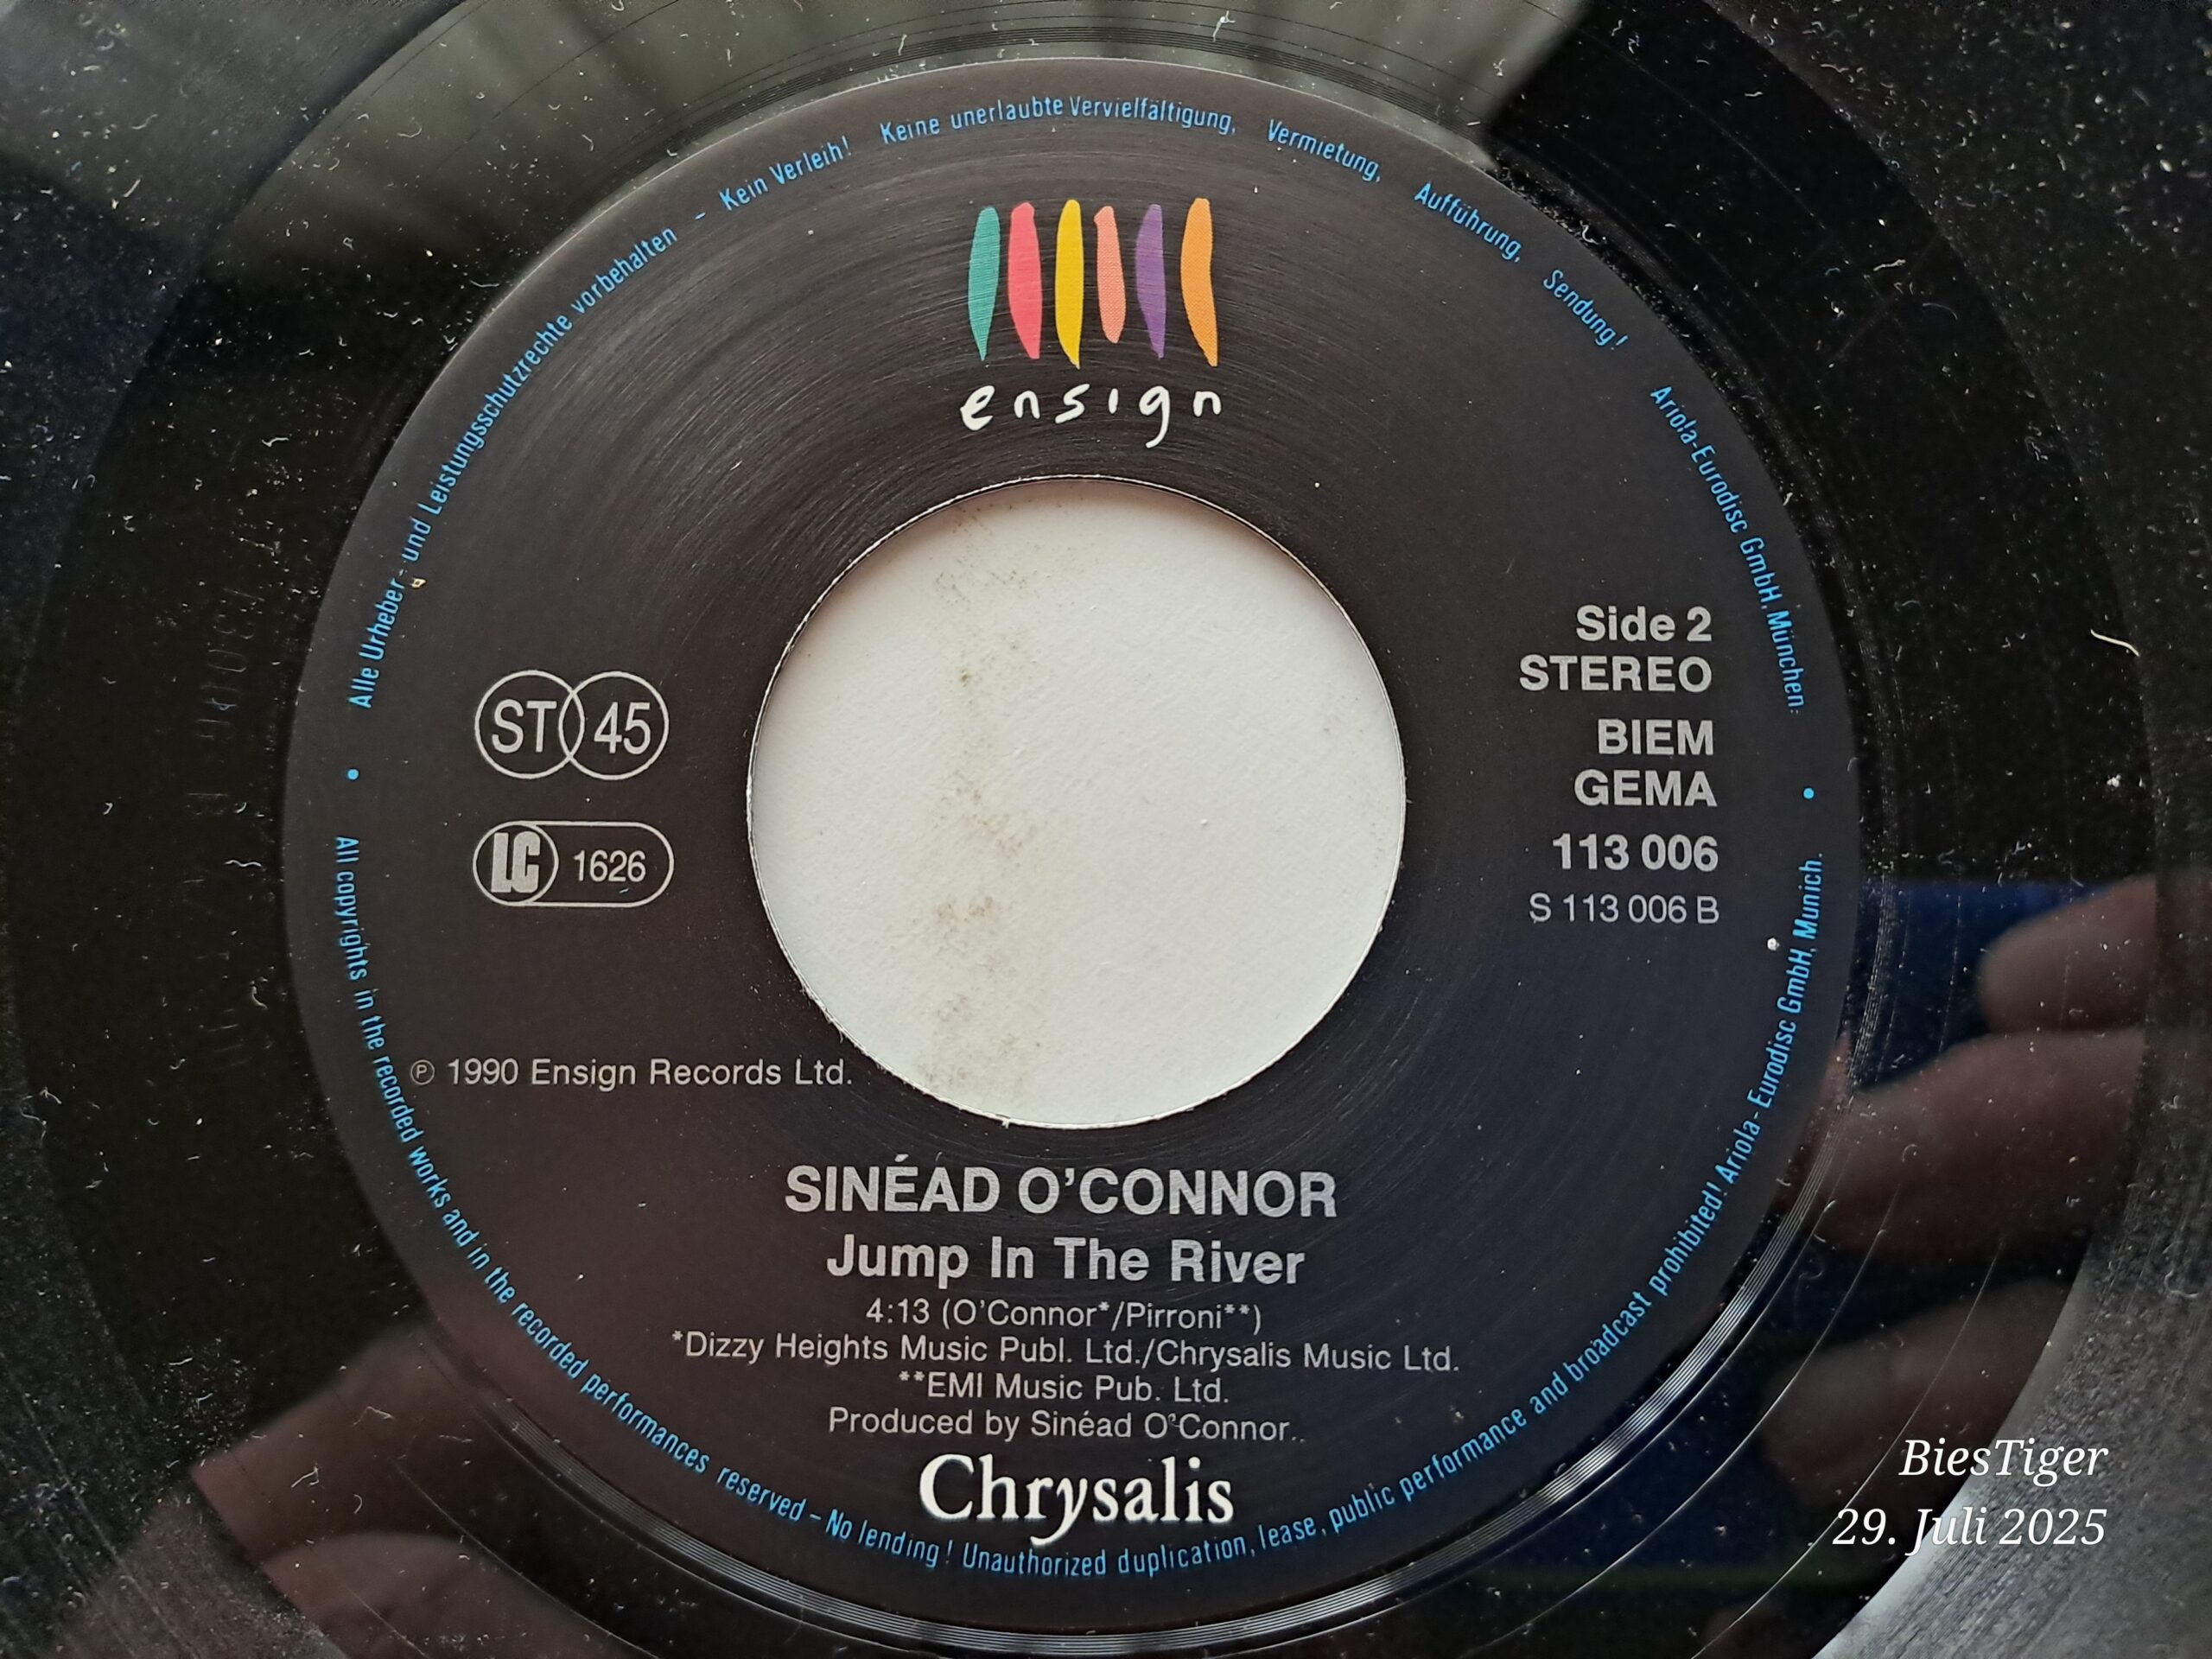 Alle Urheber- und Leistungsschutzrechte vorbehalten - Kein Verleih! Keine unerlaubte Vervielfältigung, Vermietung, Aufführung, Sendung! Ariola-Eurodisc GmbH, München.
ensign
ST 45
LC 1626
Side 2
STEREO
BIEM
GEMA
113 006
S 113 006 B
℗ 1990 Ensign Records Ltd.
SINÉAD O'CONNOR
Jump In The River
4:13 (O'Connor*/Pirroni**)
*Dizzy Heights Music Publ. Ltd./Chrysalis Music Ltd.
**EMI Music Pub. Ltd.
Produced by Sinéad O'Connor..
Chrysalis
All copyrights in the recorded works and in the recorded performances reserved - No lending! Unauthorized duplication, lease, public performance and broadcast prohibited! Ariola-Eurodisc GmbH, Munich.
BiesTiger
29. Juli 2025